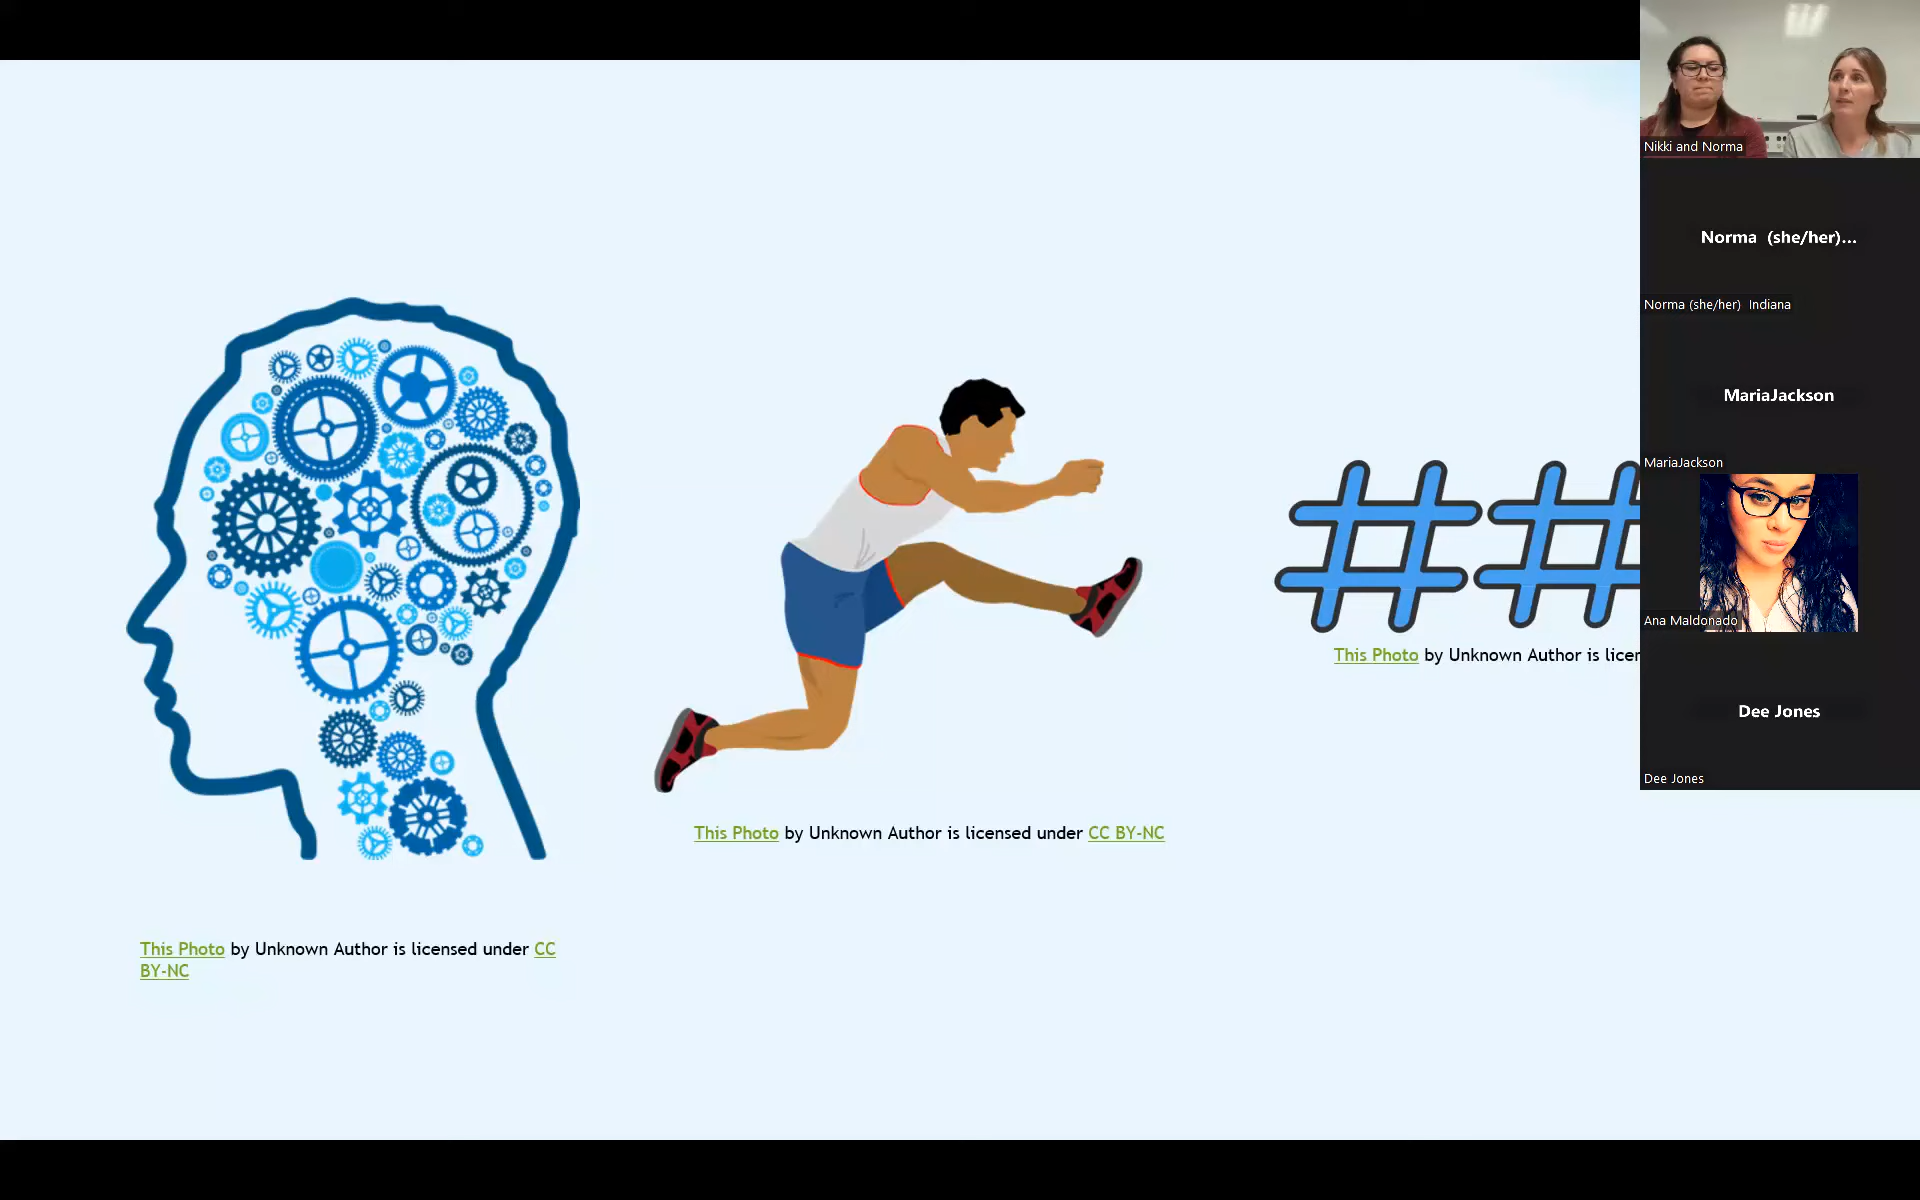 Nikki and Norma
Norma (she/her)...
Norma (she/her) Indiana
MariaJackson
MariaJackson
Ana Maldonado
Dee Jones
Dee Jones
##
This Photo by Unknown Author is licen
This Photo by Unknown Author is licensed under CC BY-NC
This Photo by Unknown Author is licensed under CC
BY-NC